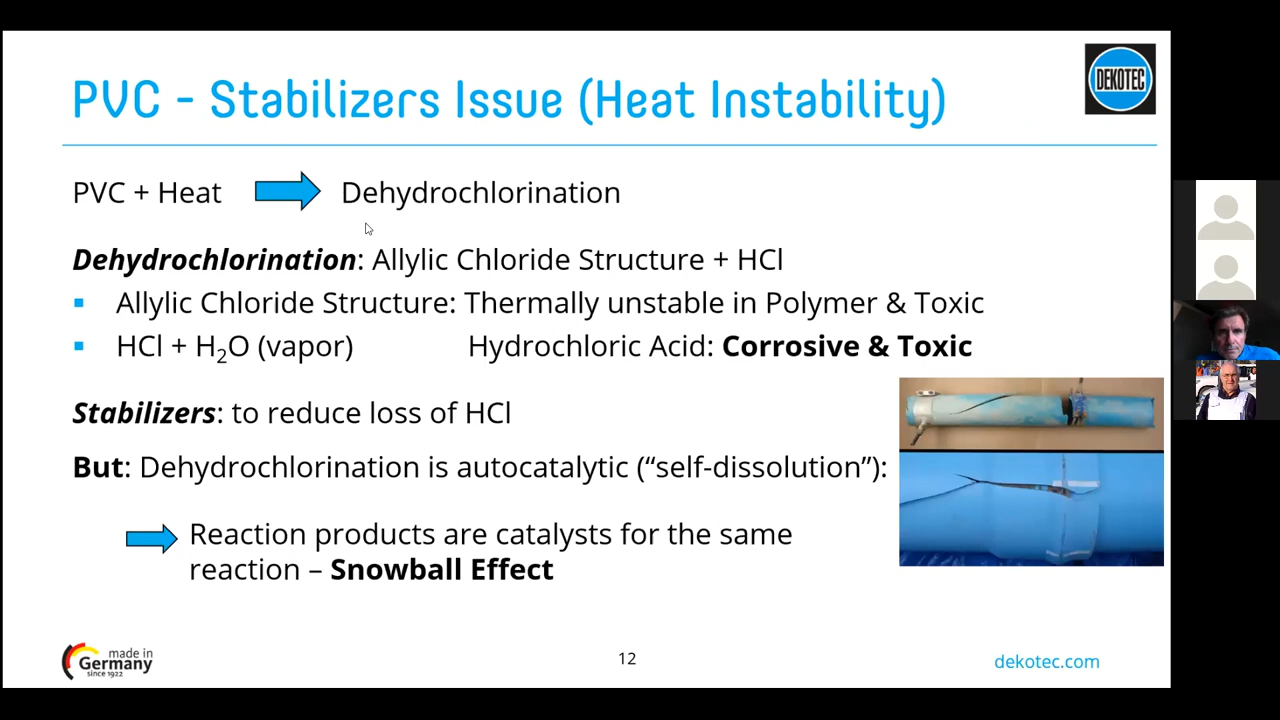 PVC - Stabilizers Issue (Heat Instability)
DEKOTEC
PVC + Heat Dehydrochlorination
Dehydrochlorination: Allylic Chloride Structure + HCl
▪ Allylic Chloride Structure: Thermally unstable in Polymer & Toxic
▪ HCl + H₂O (vapor) Hydrochloric Acid: Corrosive & Toxic
Stabilizers: to reduce loss of HCl
But: Dehydrochlorination is autocatalytic (“self-dissolution”):
Reaction products are catalysts for the same
reaction – Snowball Effect
made in
Germany
since 1922
12
dekotec.com